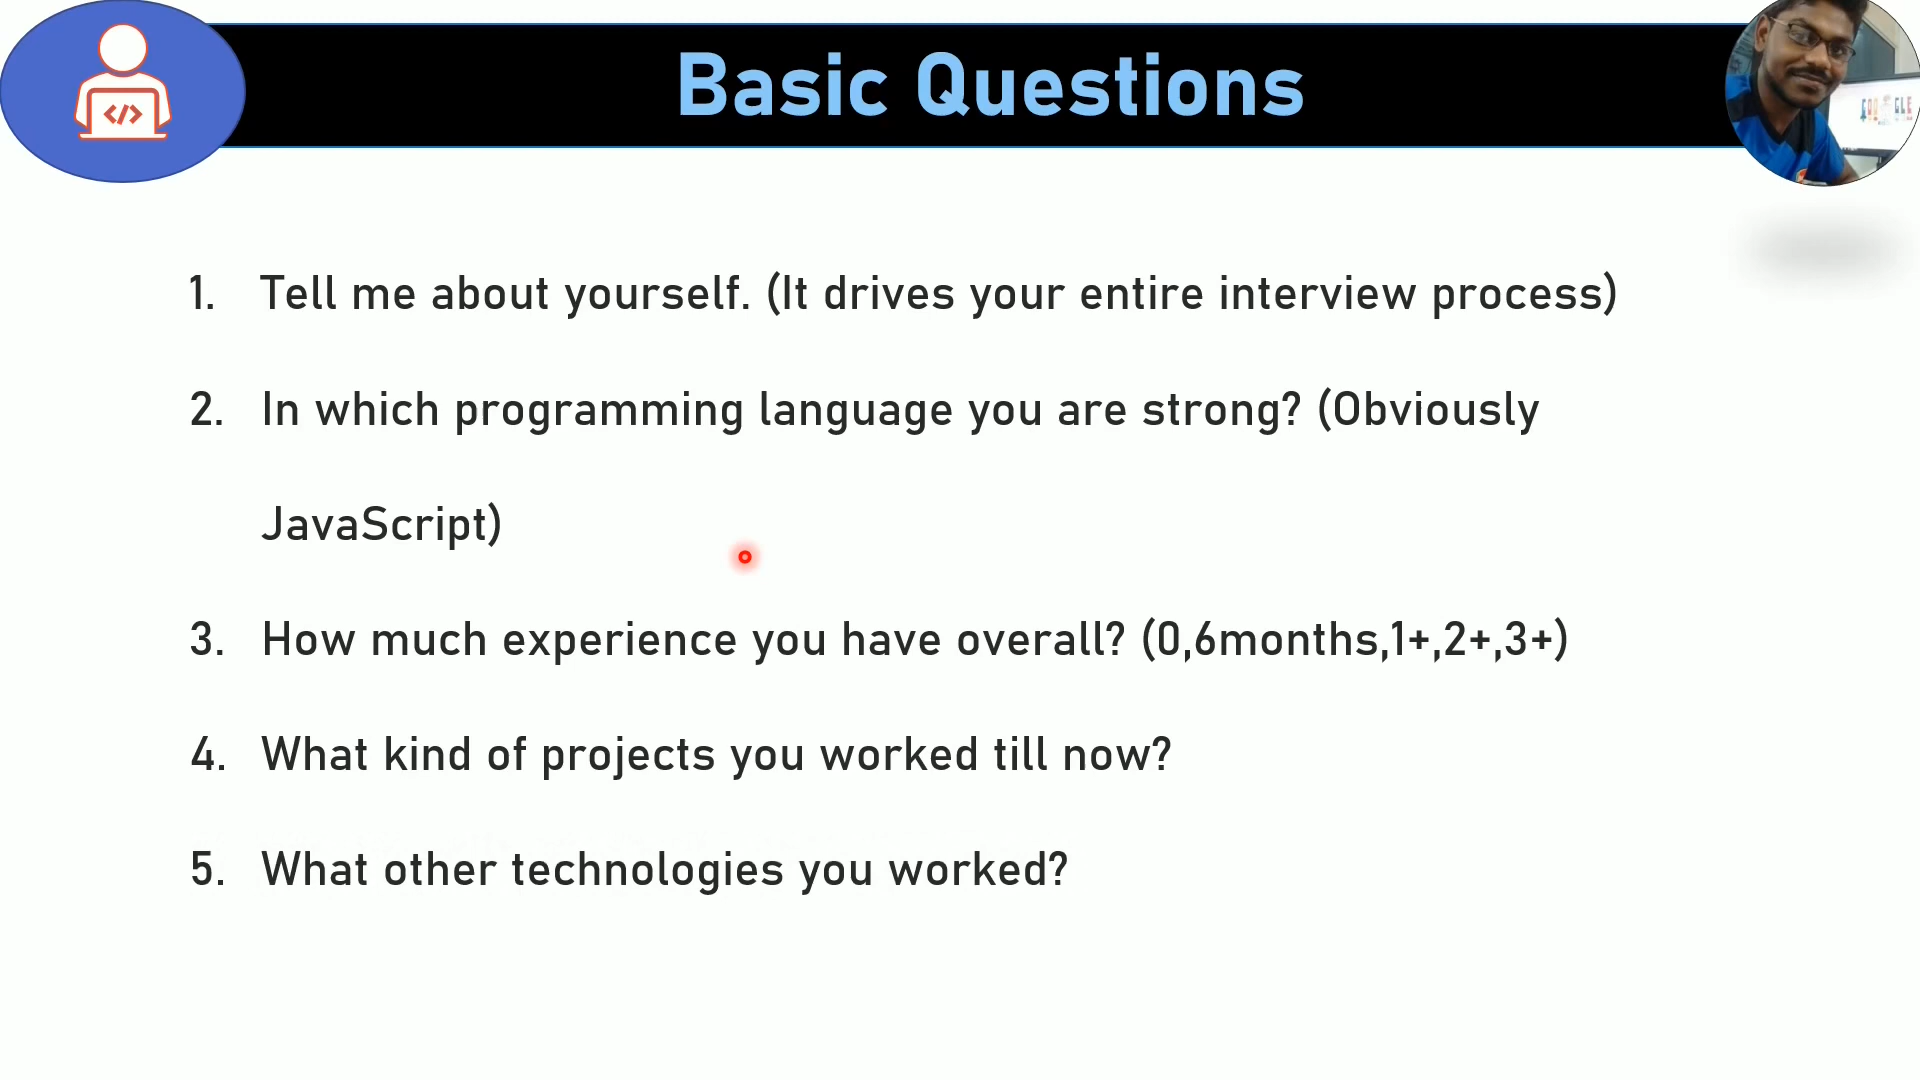 Basic Questions
</>
1. Tell me about yourself. (It drives your entire interview process)
2. In which programming language you are strong? (Obviously
JavaScript)
3. How much experience you have overall? (0,6months,1+,2+,3+)
4. What kind of projects you worked till now?
5. What other technologies you worked?